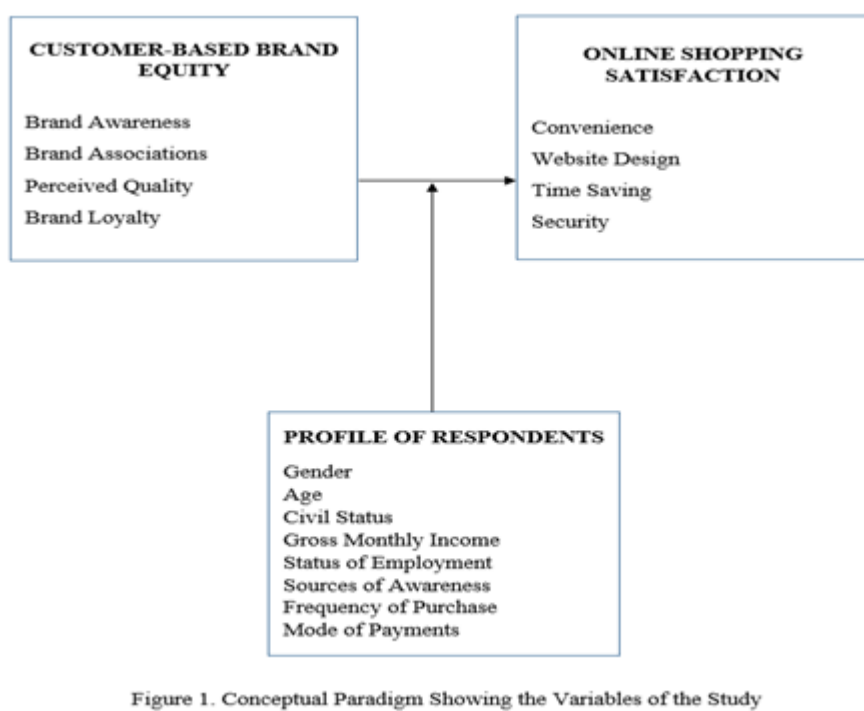 CUSTOMER-BASED BRAND
EQUITY
Brand Awareness
Brand Associations
Perceived Quality
Brand Loyalty
ONLINE SHOPPING
SATISFACTION
Convenience
Website Design
Time Saving
Security
PROFILE OF RESPONDENTS
Gender
Age
Civil Status
Gross Monthly Income
Status of Employment
Sources of Awareness
Frequency of Purchase
Mode of Payments
Figure 1. Conceptual Paradigm Showing the Variables of the Study